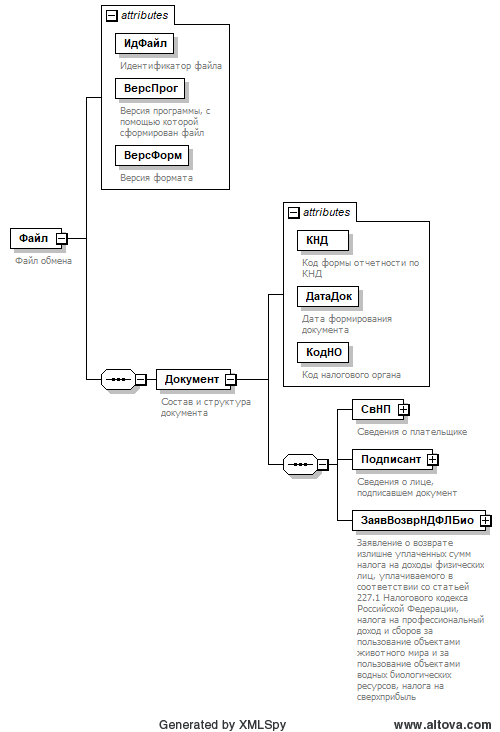 attributes
ИдФайл
Идентификатор файла
ВерсПрог
Версия программы, с
помощью которой
сформирован файл
ВерсФорм
Версия формата
Файл
Файл обмена
Документ
Состав и структура
документа
attributes
КНД
Код формы отчетности по
КНД
ДатаДок
Дата формирования
документа
КодНО
Код налогового органа
СвНП
Сведения о плательщике
Подписант
Сведения о лице,
подписавшем документ
ЗаявВозврНДФЛБио
Заявление о возврате
излишне уплаченных сумм
налога на доходы физических
лиц, уплачиваемого в
соответствии со статьей
227.1 Налогового кодекса
Российской Федерации,
налога на профессиональный
доход и сборов за
пользование объектами
животного мира и за
пользование объектами
водных биологических
ресурсов, налога на
сверхприбыль
Generated by XMLSpy
www.altova.com